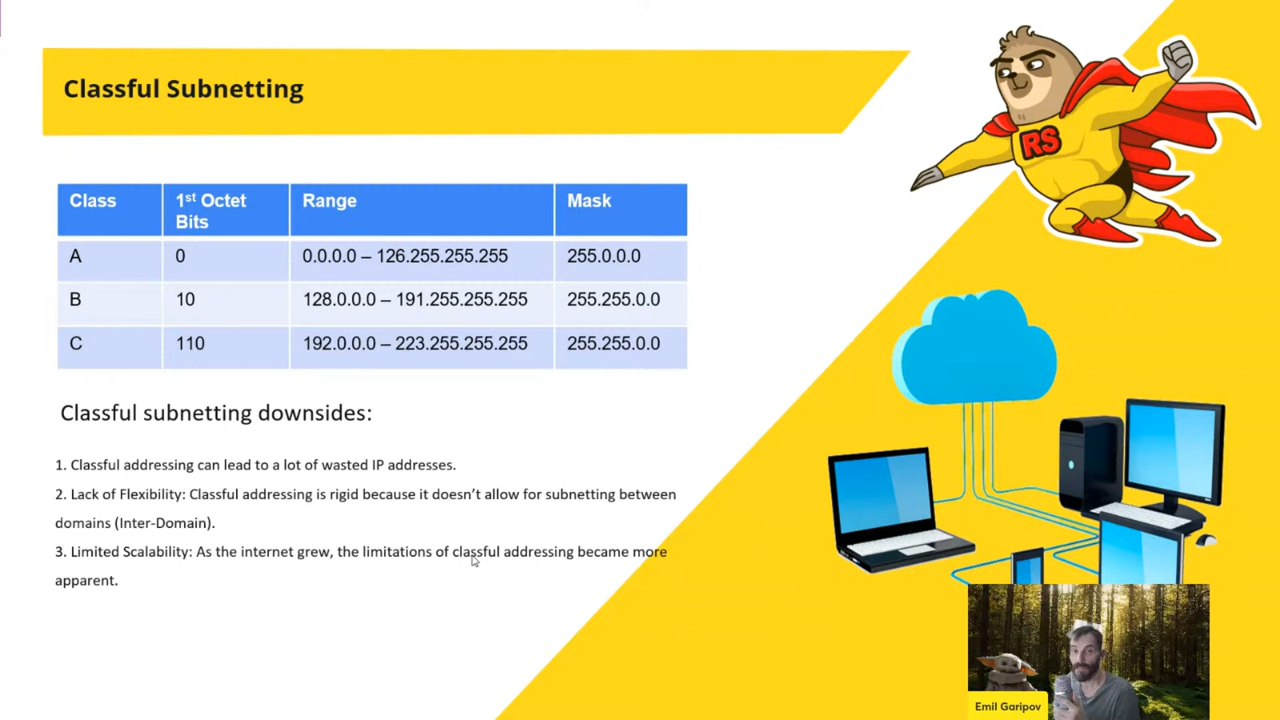 Classful Subnetting
RS
Class 1st Octet Bits Range Mask
A 0 0.0.0.0 – 126.255.255.255 255.0.0.0
B 10 128.0.0.0 – 191.255.255.255 255.255.0.0
C 110 192.0.0.0 – 223.255.255.255 255.255.0.0
Classful subnetting downsides:
1. Classful addressing can lead to a lot of wasted IP addresses.
2. Lack of Flexibility: Classful addressing is rigid because it doesn’t allow for subnetting between
domains (Inter-Domain).
3. Limited Scalability: As the internet grew, the limitations of classful addressing became more
apparent.
Emil Garipov